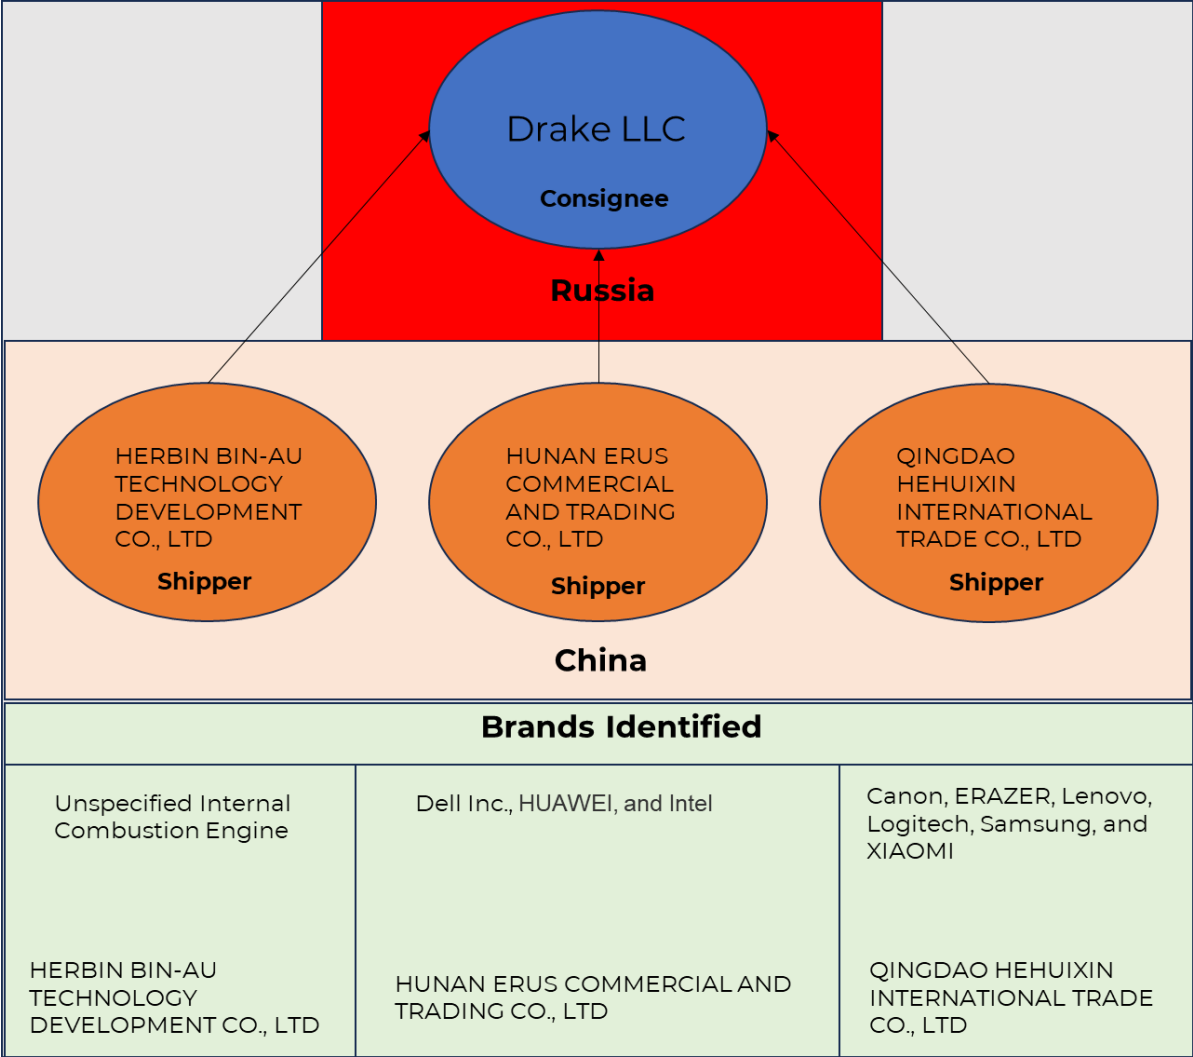 Drake LLC
Consignee
Russia
HERBIN BIN-AU
TECHNOLOGY
DEVELOPMENT
CO., LTD
Shipper
HUNAN ERUS
COMMERCIAL
AND TRADING
CO., LTD
Shipper
QINGDAO
HEHUIXIN
INTERNATIONAL
TRADE CO., LTD
Shipper
China
Brands Identified
Unspecified Internal
Combustion Engine
HERBIN BIN-AU
TECHNOLOGY
DEVELOPMENT CO., LTD
Dell Inc., HUAWEI, and Intel
HUNAN ERUS COMMERCIAL AND
TRADING CO., LTD
Canon, ERAZER, Lenovo,
Logitech, Samsung, and
XIAOMI
QINGDAO HEHUIXIN
INTERNATIONAL TRADE
CO., LTD